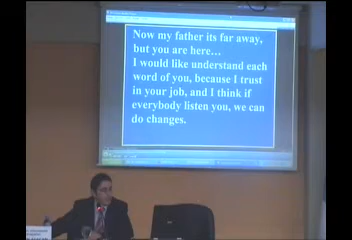 Now my father its far away,
but you are here...
I would like understand each
word of you, because I trust
in your job, and I think if
everybody listen you, we can
do changes.